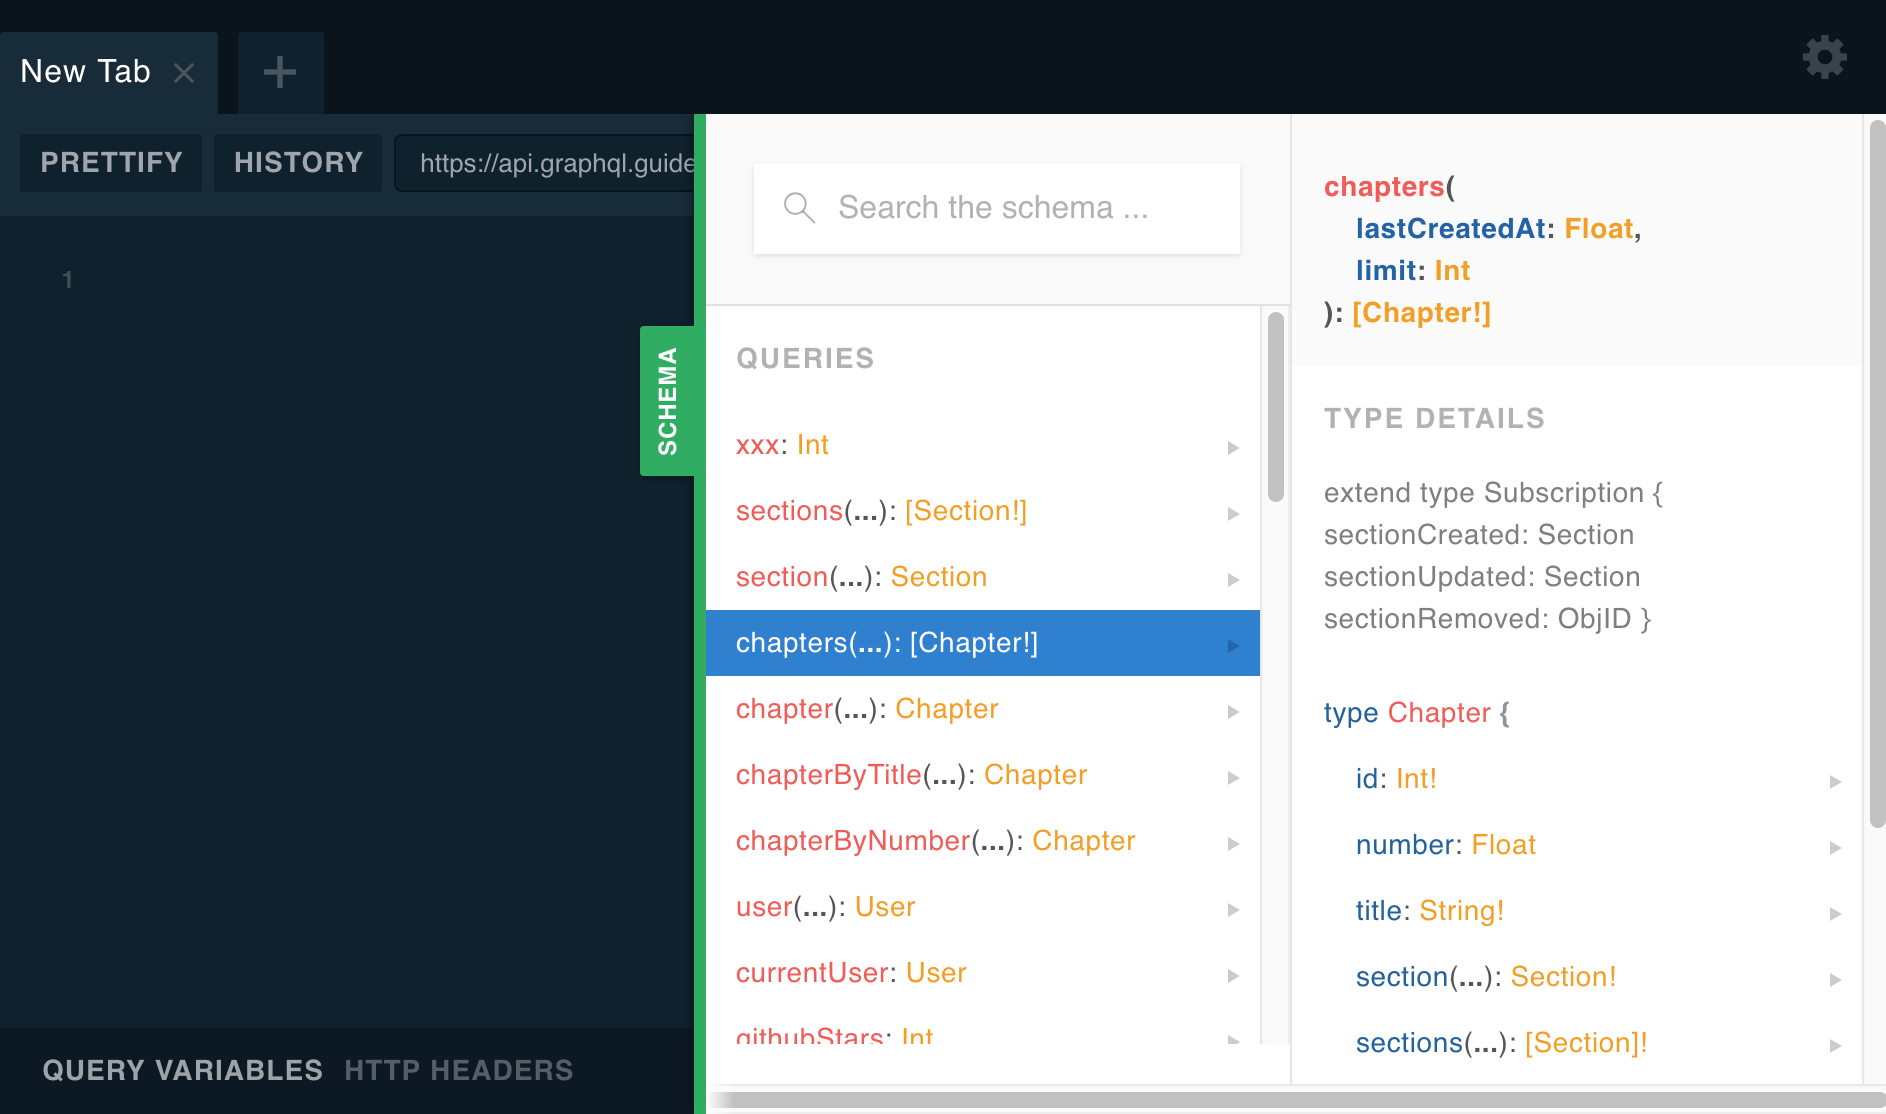 New Tab
PRETTIFY HISTORY https://api.graphql.guide
1
SCHEMA
Search the schema ...
QUERIES
xxx: Int
sections(...): [Section!]
section(...): Section
chapters(...): [Chapter!]
chapter(...): Chapter
chapterByTitle(...): Chapter
chapterByNumber(...): Chapter
user(...): User
currentUser: User
githubStars: Int
chapters(
lastCreatedAt: Float,
limit: Int
): [Chapter!]
TYPE DETAILS
extend type Subscription {
sectionCreated: Section
sectionUpdated: Section
sectionRemoved: ObjID }
type Chapter {
id: Int!
number: Float
title: String!
section(...): Section!
sections(...): [Section]!
QUERY VARIABLES HTTP HEADERS